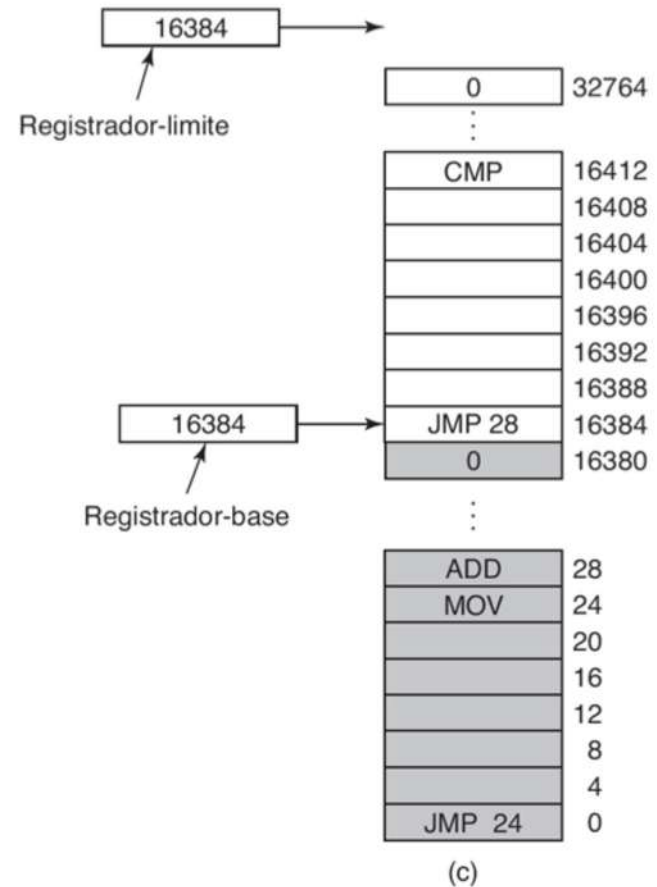 16384
Registrador-limite
0 32764
CMP 16412
16408
16404
16400
16396
16392
16388
16384 JMP 28 16384
0 16380
Registrador-base
ADD 28
MOV 24
20
16
12
8
4
JMP 24 0
(c)